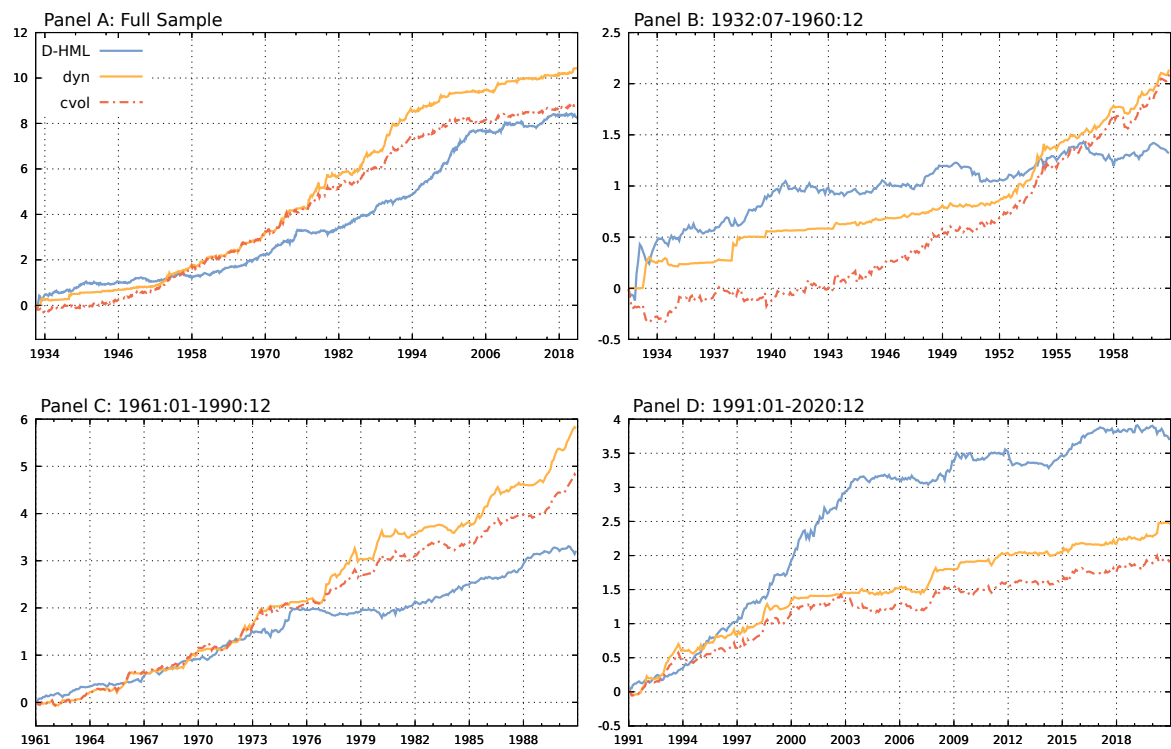 Panel A: Full Sample
D-HML
dyn
cvol
12
10
8
6
4
2
0
1934 1946 1958 1970 1982 1994 2006 2018
Panel B: 1932:07-1960:12
2.5
2
1.5
1
0.5
0
-0.5
1934 1937 1940 1943 1946 1949 1952 1955 1958
Panel C: 1961:01-1990:12
6
5
4
3
2
1
0
1961 1964 1967 1970 1973 1976 1979 1982 1985 1988
Panel D: 1991:01-2020:12
4
3.5
3
2.5
2
1.5
1
0.5
0
-0.5
1991 1994 1997 2000 2003 2006 2009 2012 2015 2018